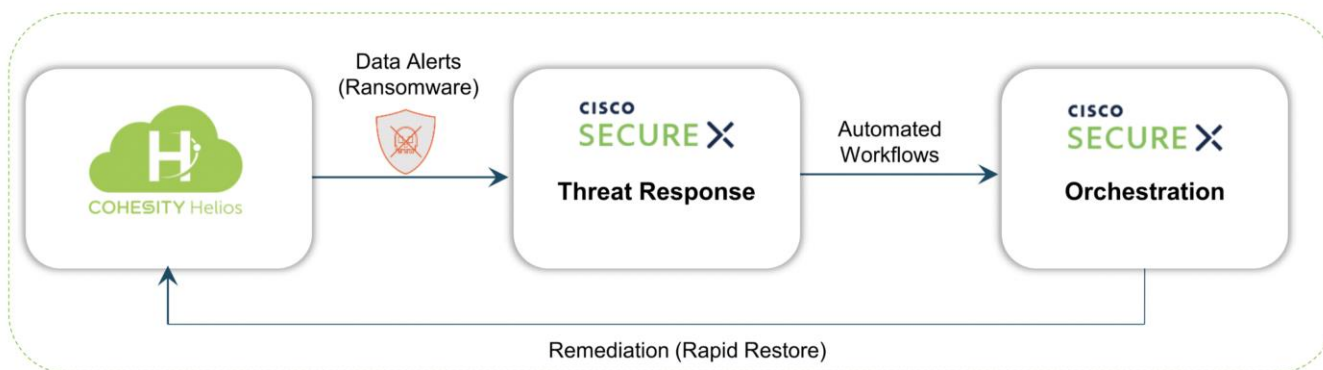 Data Alerts
(Ransomware)
H
COHESITY Helios
CISCO
SECURE X
Threat Response
Automated
Workflows
CISCO
SECURE X
Orchestration
Remediation (Rapid Restore)